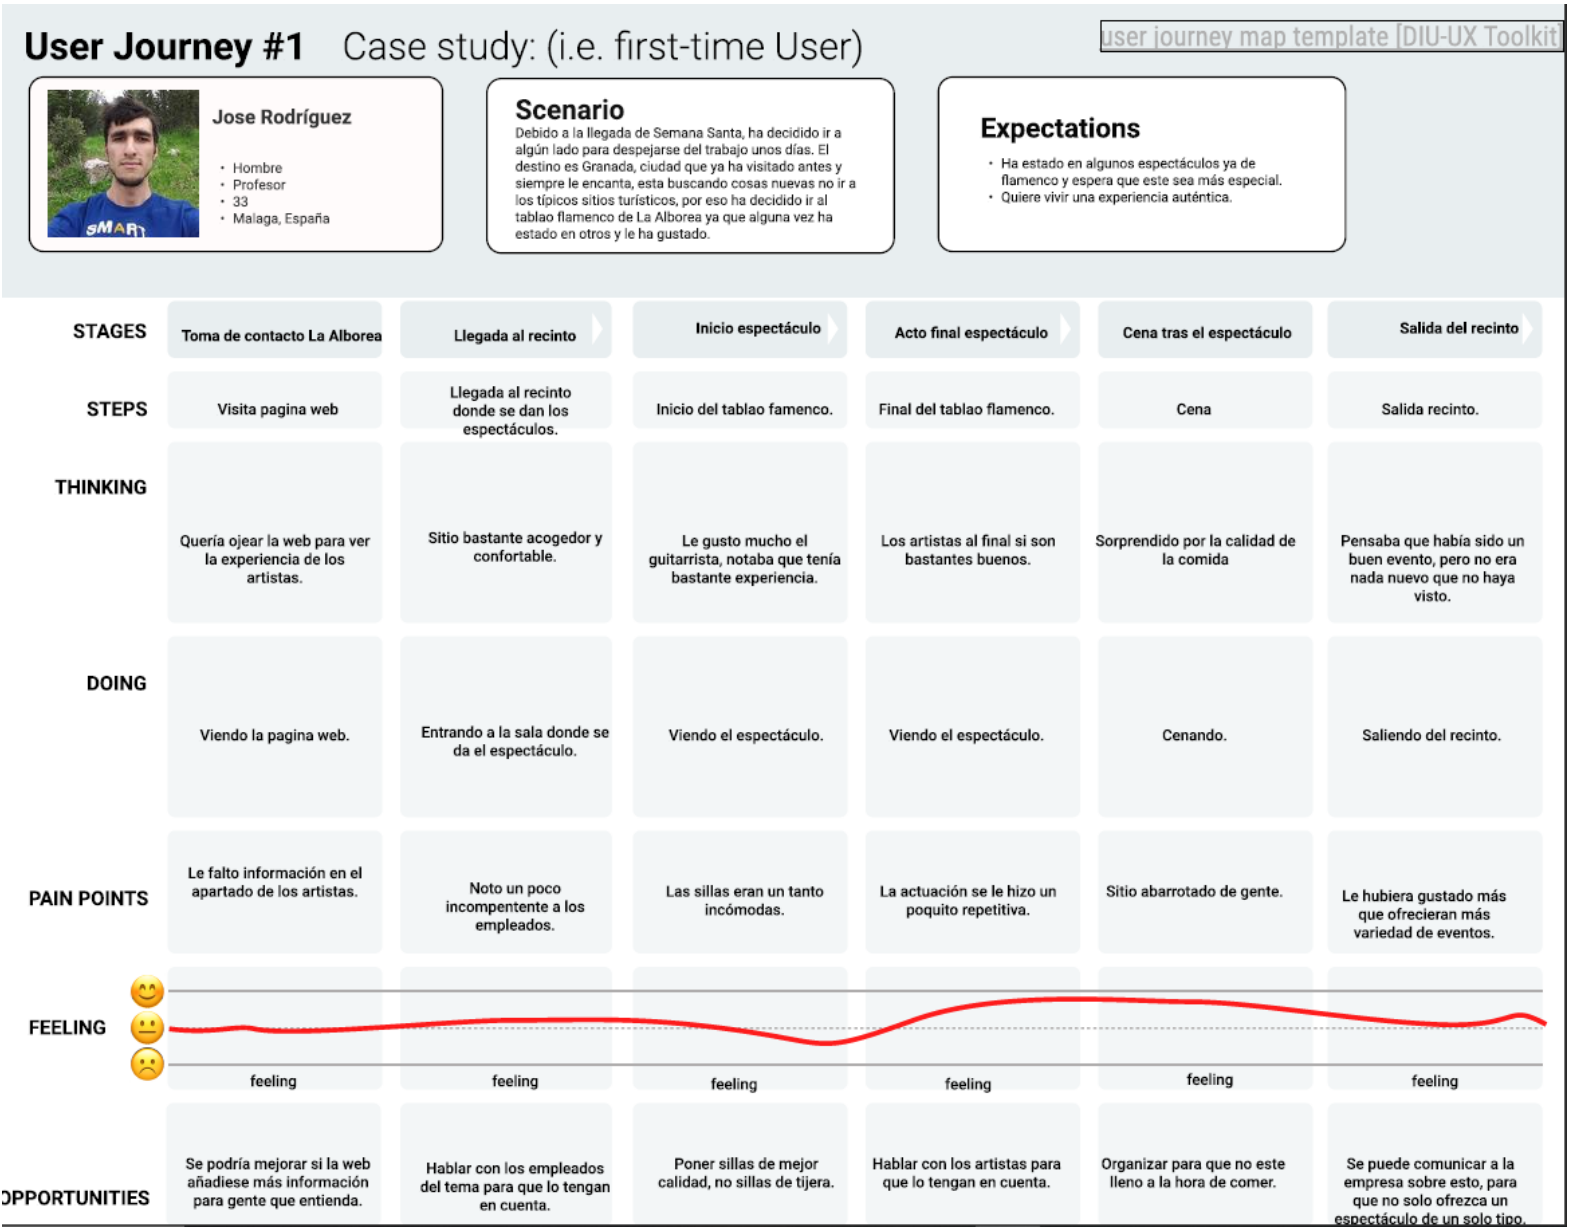 User Journey #1 Case study: (i.e. first-time User)
user journey map template [DIU-UX Toolkit]
Jose Rodríguez
• Hombre
• Profesor
• 33
• Malaga, España
SMART
Scenario
Debido a la llegada de Semana Santa, ha decidido ir a
algún lado para despejarse del trabajo unos días. El
destino es Granada, ciudad que ya ha visitado antes y
siempre le encanta, esta buscando cosas nuevas no ir a
los típicos sitios turísticos, por eso ha decidido ir al
tablao flamenco de La Alborea ya que alguna vez ha
estado en otros y le ha gustado.
Expectations
• Ha estado en algunos espectáculos ya de
flamenco y espera que este sea más especial.
• Quiere vivir una experiencia auténtica.
STAGES
Toma de contacto La Alborea
Llegada al recinto
Inicio espectáculo
Acto final espectáculo
Cena tras el espectáculo
Salida del recinto
STEPS
Visita pagina web
Llegada al recinto
donde se dan los
espectáculos.
Inicio del tablao famenco.
Final del tablao flamenco.
Cena
Salida recinto.
THINKING
Quería ojear la web para ver
la experiencia de los
artistas.
Sitio bastante acogedor y
confortable.
Le gusto mucho el
guitarrista, notaba que tenía
bastante experiencia.
Los artistas al final si son
bastantes buenos.
Sorprendido por la calidad de
la comida
Pensaba que había sido un
buen evento, pero no era
nada nuevo que no haya
visto.
DOING
Viendo la pagina web.
Entrando a la sala donde se
da el espectáculo.
Viendo el espectáculo.
Viendo el espectáculo.
Cenando.
Saliendo del recinto.
PAIN POINTS
Le falto información en el
apartado de los artistas.
Noto un poco
incompentente a los
empleados.
Las sillas eran un tanto
incómodas.
La actuación se le hizo un
poquito repetitiva.
Sitio abarrotado de gente.
Le hubiera gustado más
que ofrecieran más
variedad de eventos.
FEELING
feeling
feeling
feeling
feeling
feeling
feeling
OPPORTUNITIES
Se podría mejorar si la web
añadiese más información
para gente que entienda.
Hablar con los empleados
del tema para que lo tengan
en cuenta.
Poner sillas de mejor
calidad, no sillas de tijera.
Hablar con los artistas para
que lo tengan en cuenta.
Organizar para que no este
lleno a la hora de comer.
Se puede comunicar a la
empresa sobre esto, para
que no solo ofrezca un
espectáculo de un solo tipo.